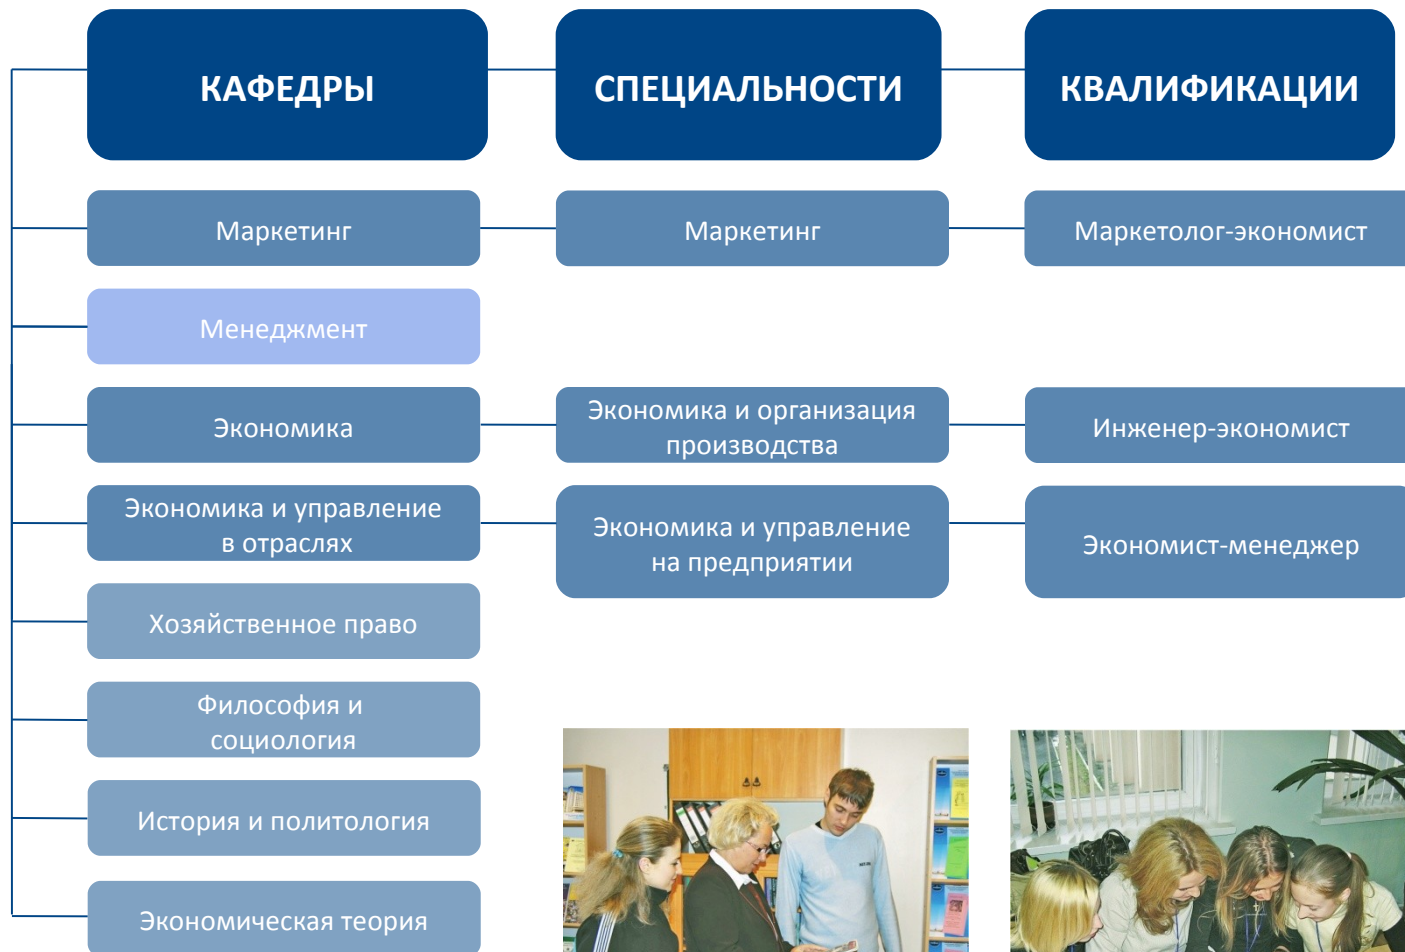 КАФЕДРЫ
СПЕЦИАЛЬНОСТИ
КВАЛИФИКАЦИИ
Маркетинг
Маркетинг
Маркетолог-экономист
Менеджмент
Экономика
Экономика и организация
производства
Инженер-экономист
Экономика и управление
в отраслях
Экономика и управление
на предприятии
Экономист-менеджер
Хозяйственное право
Философия и
социология
История и политология
Экономическая теория